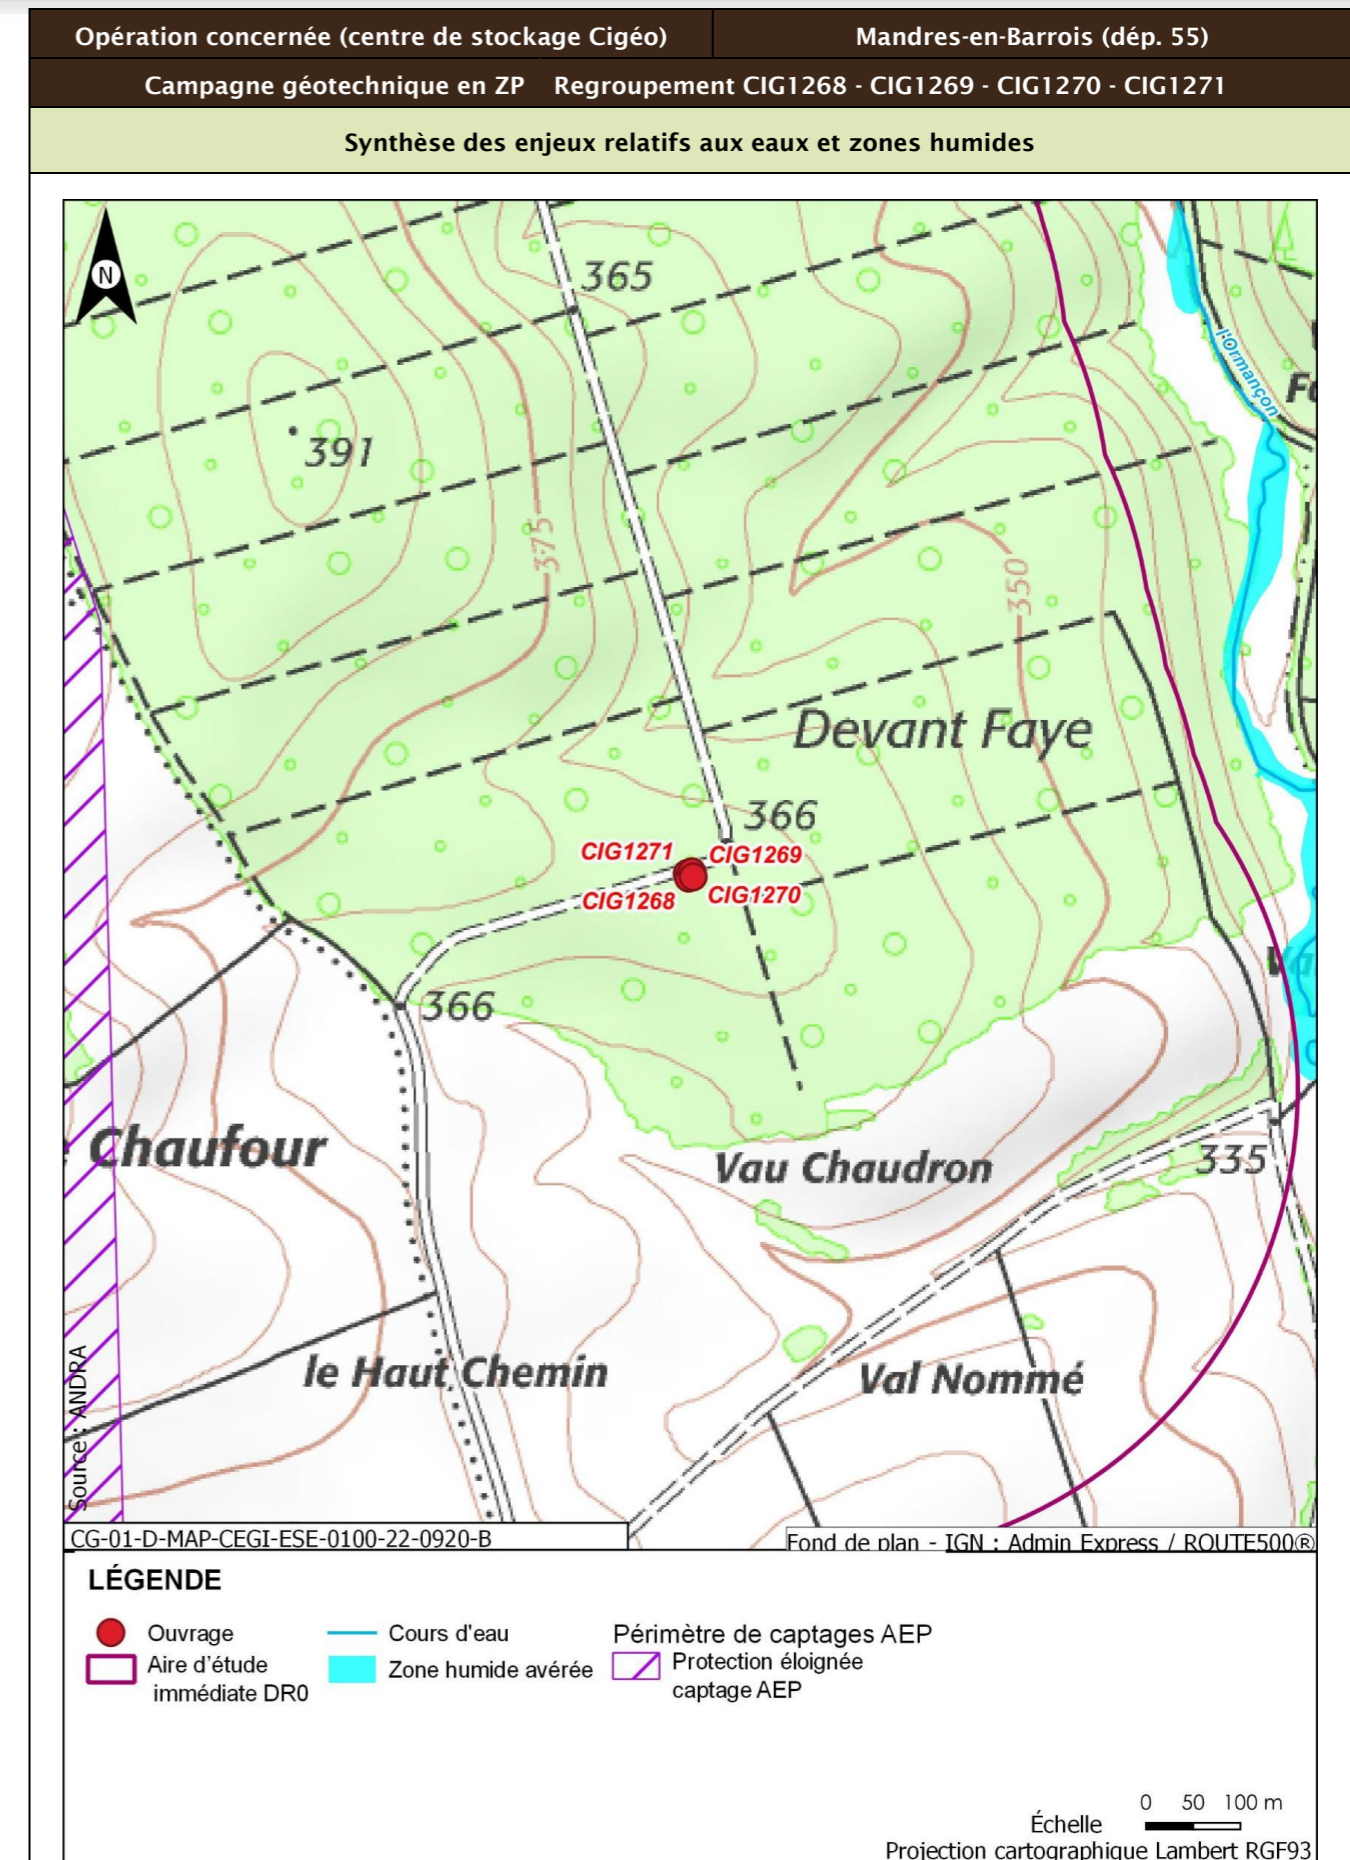 Opération concernée (centre de stockage Cigéo)
Mandres-en-Barrois (dép. 55)
Campagne géotechnique en ZP Regroupement CIG1268 - CIG1269 - CIG1270 - CIG1271
Synthèse des enjeux relatifs aux eaux et zones humides
N
365
l'Ormançon
391
375
350
Devant Faye
366
CIG1271
CIG1269
CIG1268
CIG1270
366
Chaufour
Vau Chaudron
335
le Haut Chemin
Val Nommé
Source : ANDRA
CG-01-D-MAP-CEGI-ESE-0100-22-0920-B
Fond de plan - IGN : Admin Express / ROUTE500®
LÉGENDE
Ouvrage
Cours d'eau
Périmètre de captages AEP
Aire d'étude
immédiate DR0
Zone humide avérée
Protection éloignée
captage AEP
0 50 100 m
Échelle
Projection cartographique Lambert RGF93